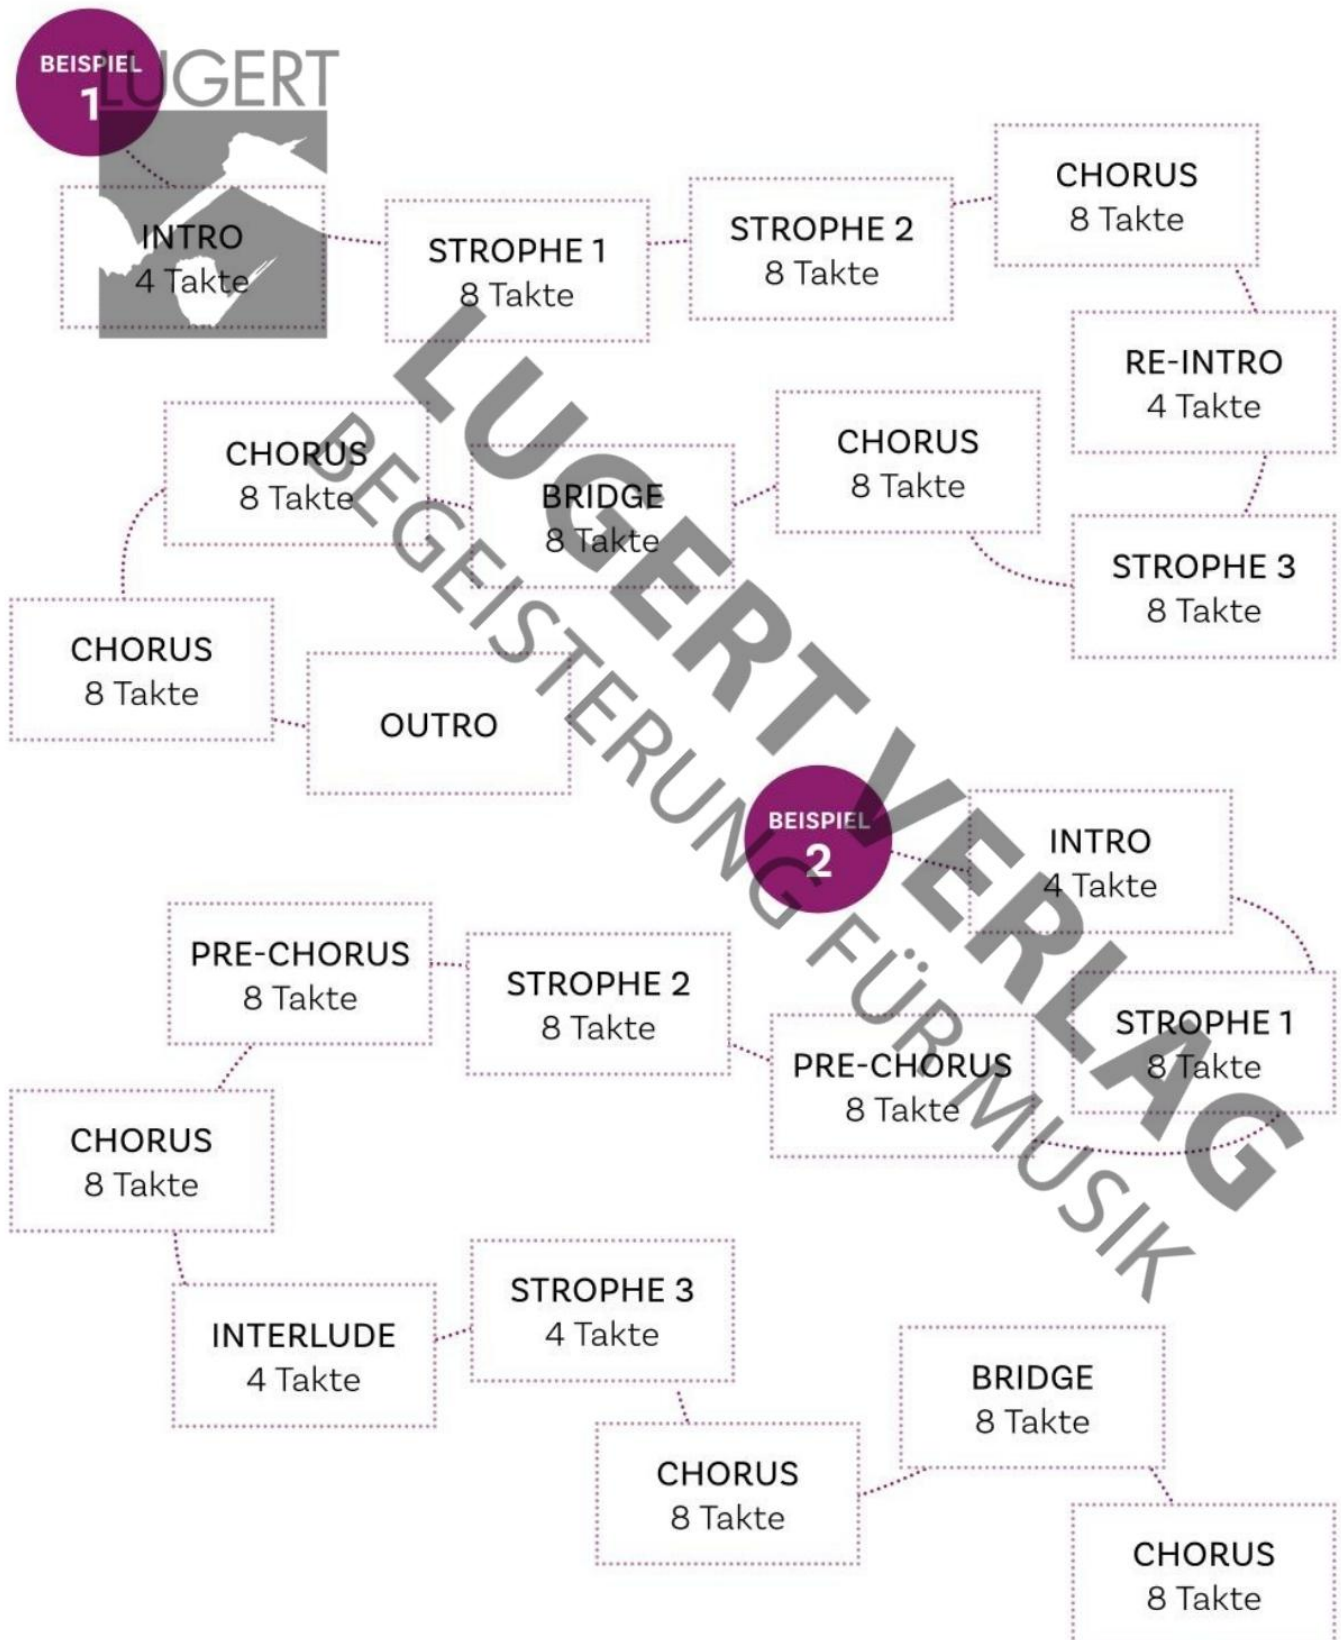 BEISPIEL
1
LUGERT
INTRO
4 Takte
STROPHE 1
8 Takte
STROPHE 2
8 Takte
CHORUS
8 Takte
RE-INTRO
4 Takte
STROPHE 3
8 Takte
CHORUS
8 Takte
BRIDGE
8 Takte
CHORUS
8 Takte
CHORUS
8 Takte
OUTRO
LUGERT VERLAG
BEGEISTERUNG FÜR MUSIK
BEISPIEL
2
INTRO
4 Takte
STROPHE 1
8 Takte
PRE-CHORUS
8 Takte
STROPHE 2
8 Takte
PRE-CHORUS
8 Takte
CHORUS
8 Takte
INTERLUDE
4 Takte
STROPHE 3
4 Takte
CHORUS
8 Takte
BRIDGE
8 Takte
CHORUS
8 Takte